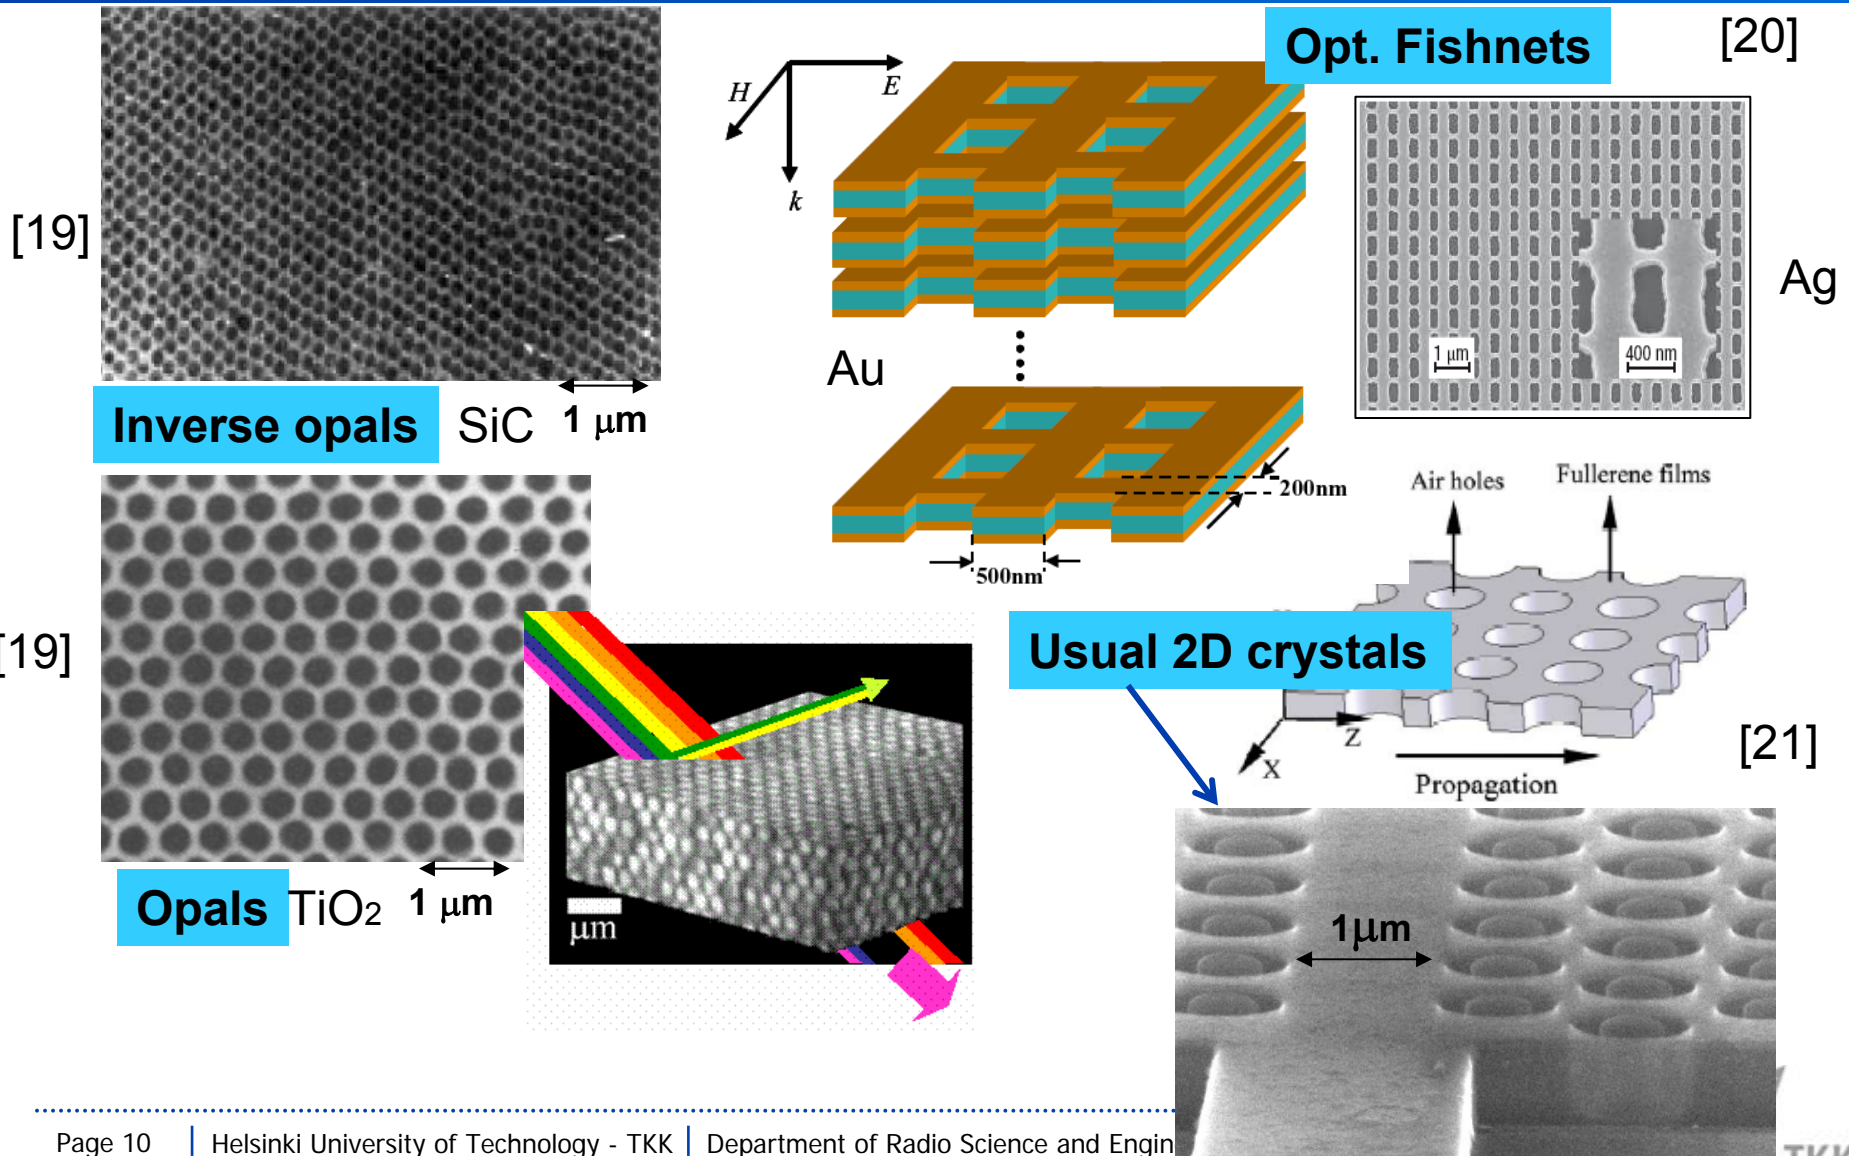 Opt. Fishnets
[20]
H
E
k
[19]
Ag
1 μm
400 nm
Au
Inverse opals
SiC
1 μm
200nm
500nm
Air holes
Fullerene films
[19]
Usual 2D crystals
Z
X
Propagation
[21]
Opals
TiO2
1 μm
μm
1μm
Page 10
Helsinki University of Technology - TKK
Department of Radio Science and Engin